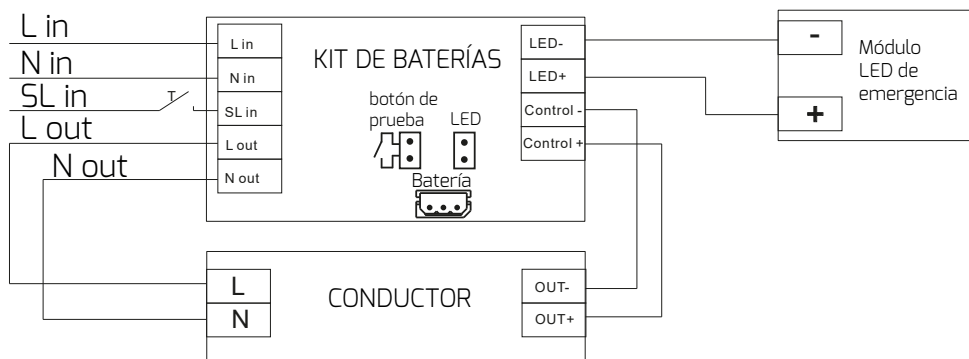 L in
N in
SL in
L out
N out
L in
N in
SL in
L out
N out
KIT DE BATERÍAS
botón de
prueba
LED
Batería
LED-
LED+
Control -
Control +
-
+
Módulo
LED de
emergencia
L
N
CONDUCTOR
OUT-
OUT+
T